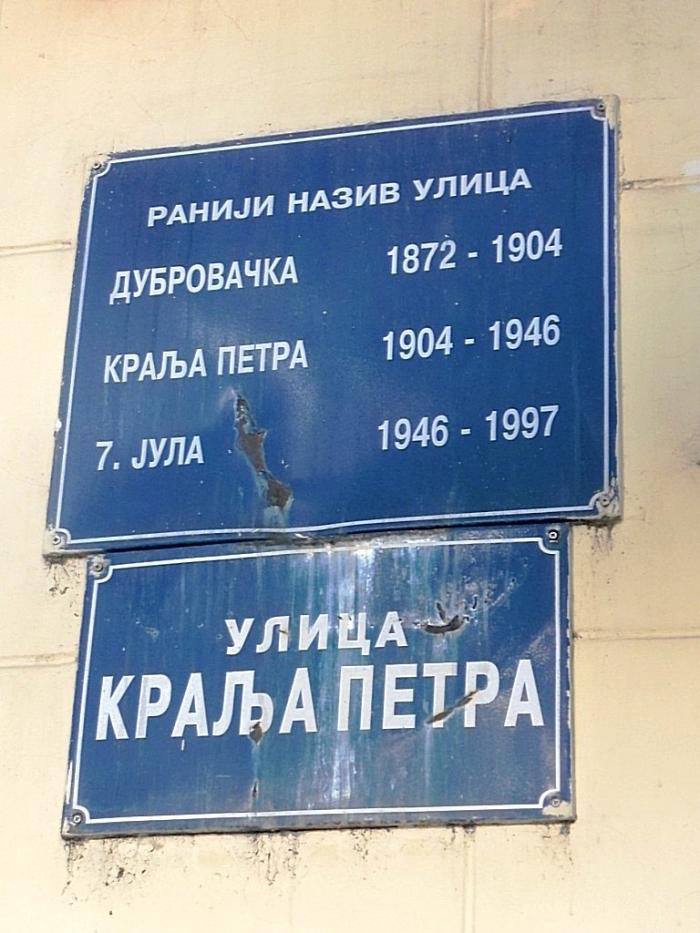 РАНИЈИ НАЗИВ УЛИЦА
ДУБРОВАЧКА 1872 - 1904
КРАЉА ПЕТРА 1904 - 1946
7. ЈУЛА 1946 - 1997
УЛИЦА
КРАЉА ПЕТРА